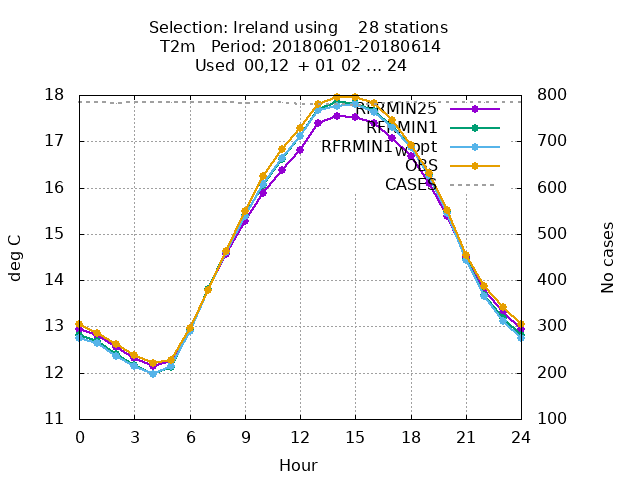 Selection: Ireland using    28 stations
T2m   Period: 20180601-20180614
Used  00,12  + 01 02 ... 24
18
17
16
15
14
13
12
11
deg C
800
700
600
500
400
300
200
100
No cases
RFRMIN25
RFRMIN1
RFRMIN1wopt
OBS
CASES
0 3 6 9 12 15 18 21 24
Hour